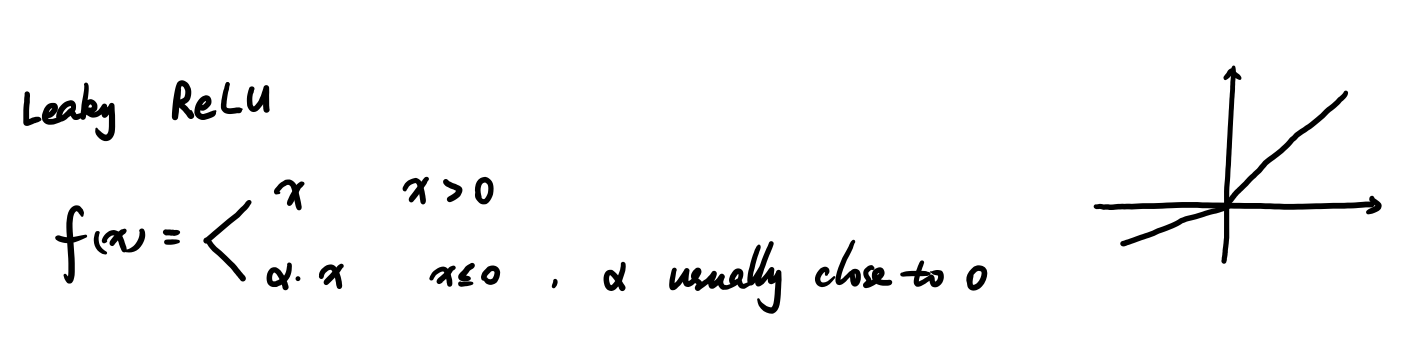 Leaky ReLU
f(x) = < x x > 0
α · x x ≤ 0 , α usually close to 0